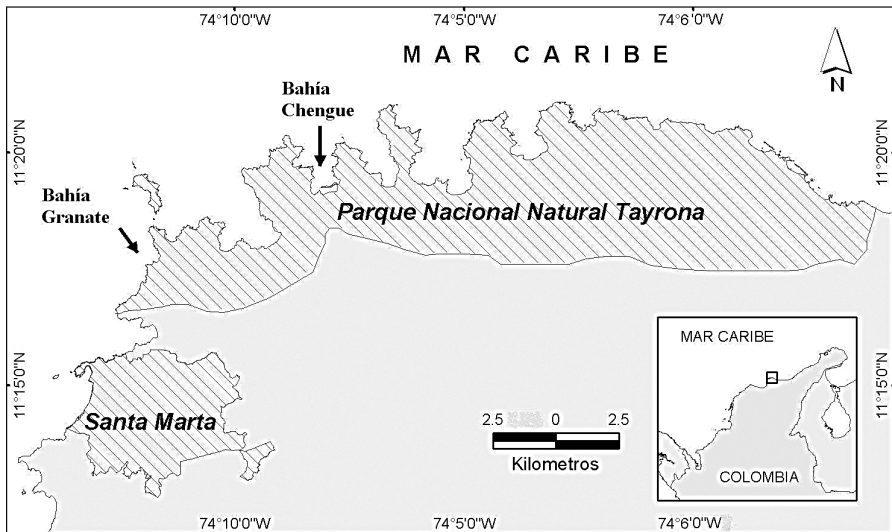 74°10'0"W
74°5'0"W
74°6'0"W
MAR CARIBE
N
Bahía
Chengue
11°20'0"N
11°20'0"N
Bahía
Granate
Parque Nacional Natural Tayrona
MAR CARIBE
11°15'0"N
11°15'0"N
Santa Marta
2.5 0 2.5
Kilometros
COLOMBIA
74°10'0"W
74°5'0"W
74°6'0"W